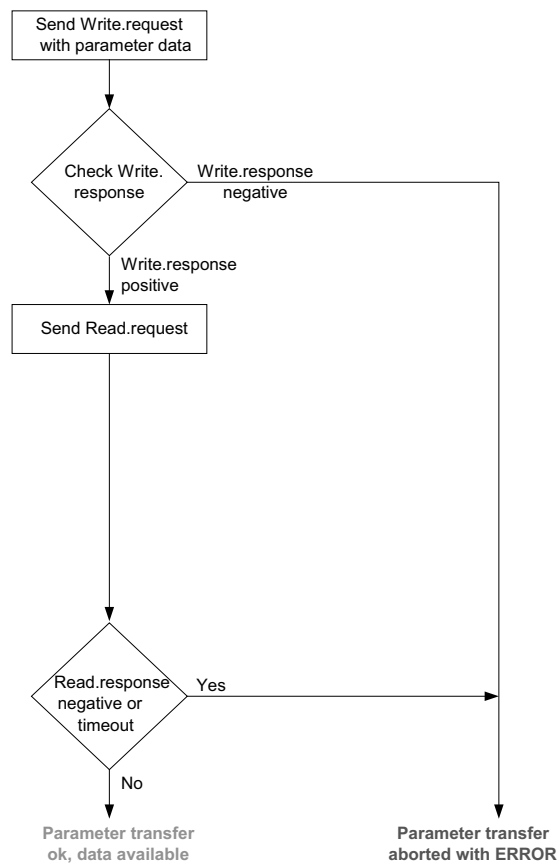 Send Write.request
with parameter data
Check Write.
response
Write.response
negative
Write.response
positive
Send Read.request
Read.response
negative or
timeout
Yes
No
Parameter transfer
ok, data available
Parameter transfer
aborted with ERROR